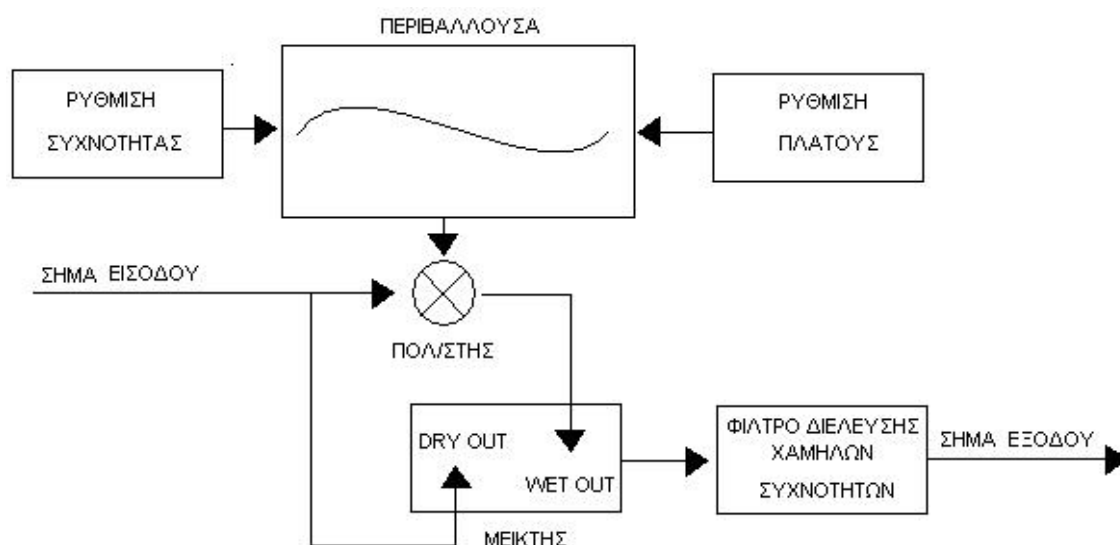 ΠΕΡΙΒΑΛΛΟΥΣΑ
ΡΥΘΜΙΣΗ
ΣΥΧΝΟΤΗΤΑΣ
ΡΥΘΜΙΣΗ
ΠΛΑΤΟΥΣ
ΣΗΜΑ ΕΙΣΟΔΟΥ
ΠΟΛ/ΣΤΗΣ
DRY OUT
WET OUT
ΜΕΙΚΤΗΣ
ΦΙΛΤΡΟ ΔΙΕΛΕΥΣΗΣ
ΧΑΜΗΛΩΝ
ΣΥΧΝΟΤΗΤΩΝ
ΣΗΜΑ ΕΞΟΔΟΥ